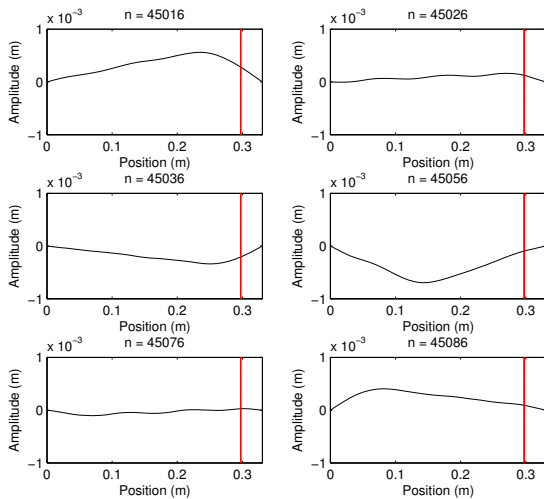 x 10⁻³ n = 45016
1
0
−1
Amplitude (m)
0 0.1 0.2 0.3
Position (m)
x 10⁻³ n = 45026
1
0
−1
Amplitude (m)
0 0.1 0.2 0.3
Position (m)
x 10⁻³ n = 45036
1
0
−1
Amplitude (m)
0 0.1 0.2 0.3
Position (m)
x 10⁻³ n = 45056
1
0
−1
Amplitude (m)
0 0.1 0.2 0.3
Position (m)
x 10⁻³ n = 45076
1
0
−1
Amplitude (m)
0 0.1 0.2 0.3
Position (m)
x 10⁻³ n = 45086
1
0
−1
Amplitude (m)
0 0.1 0.2 0.3
Position (m)